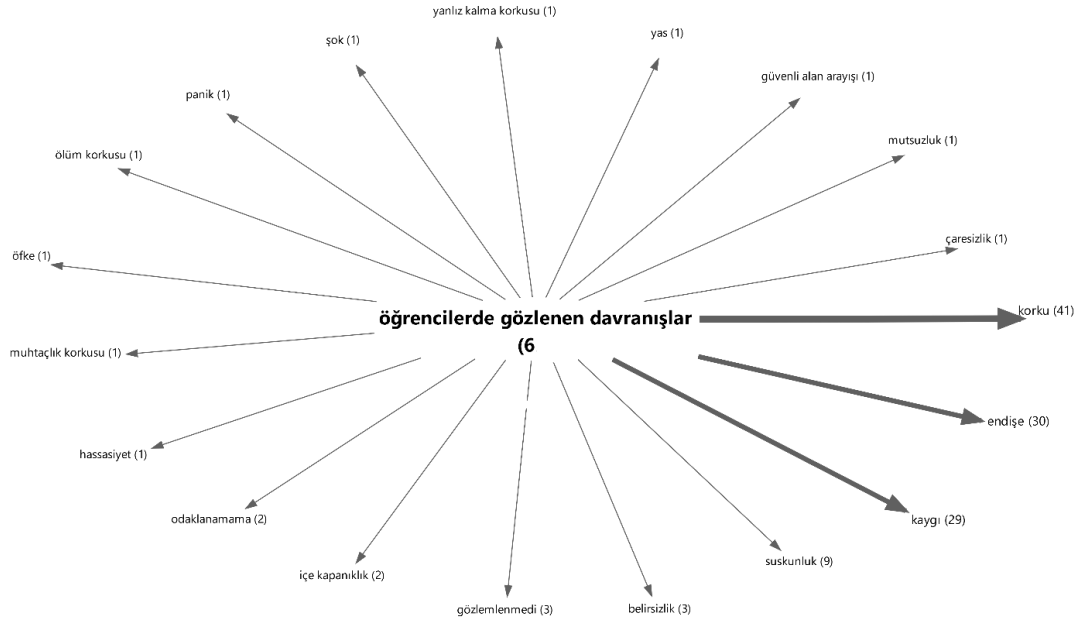 yanlız kalma korkusu (1)
yas (1)
şok (1)
güvenli alan arayışı (1)
panik (1)
mutsuzluk (1)
ölüm korkusu (1)
çaresizlik (1)
öfke (1)
korku (41)
öğrencilerde gözlenen davranışlar
(6
muhtaçlık korkusu (1)
endişe (30)
hassasiyet (1)
kaygı (29)
odaklanamama (2)
suskunluk (9)
içe kapanıklık (2)
gözlemlenmedi (3)
belirsizlik (3)